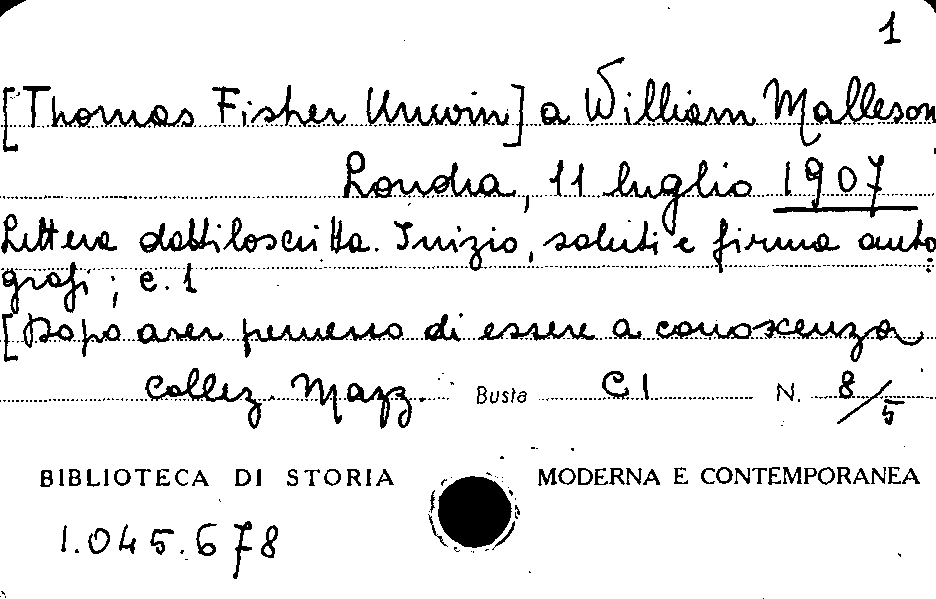 1
[Thomas Fisher Unwin] a William Malleson
Londra, 11 luglio 1907
Lettera dattiloscritta. Inizio, saluti e firma auto
grafi; c. 1
[Dopo aver premesso di essere a conoscenza
Collez. Mazz. Busta C I N. 8/5
BIBLIOTECA DI STORIA MODERNA E CONTEMPORANEA
1.045.678